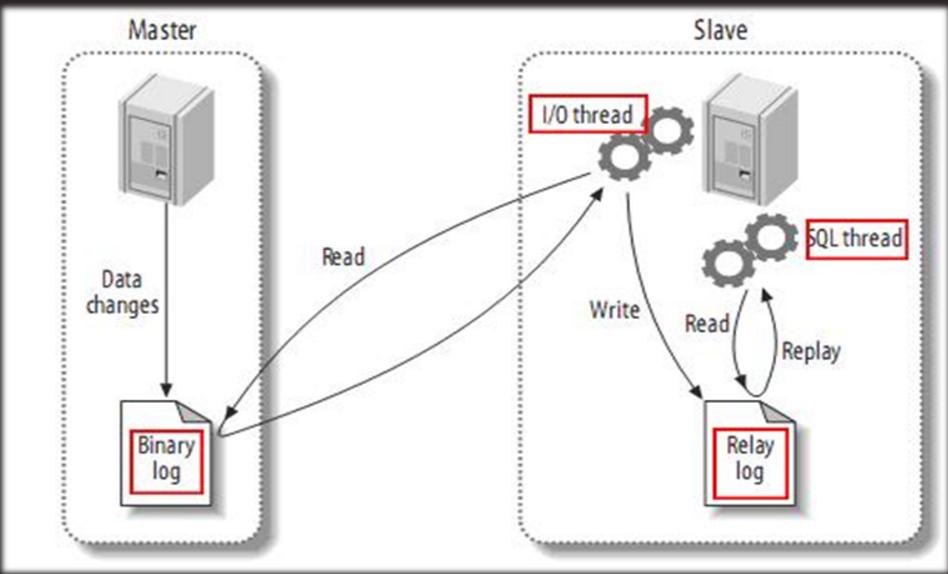 Master
Slave
I/O thread
SQL thread
Read
Data
changes
Write
Read
Replay
Binary
log
Relay
log